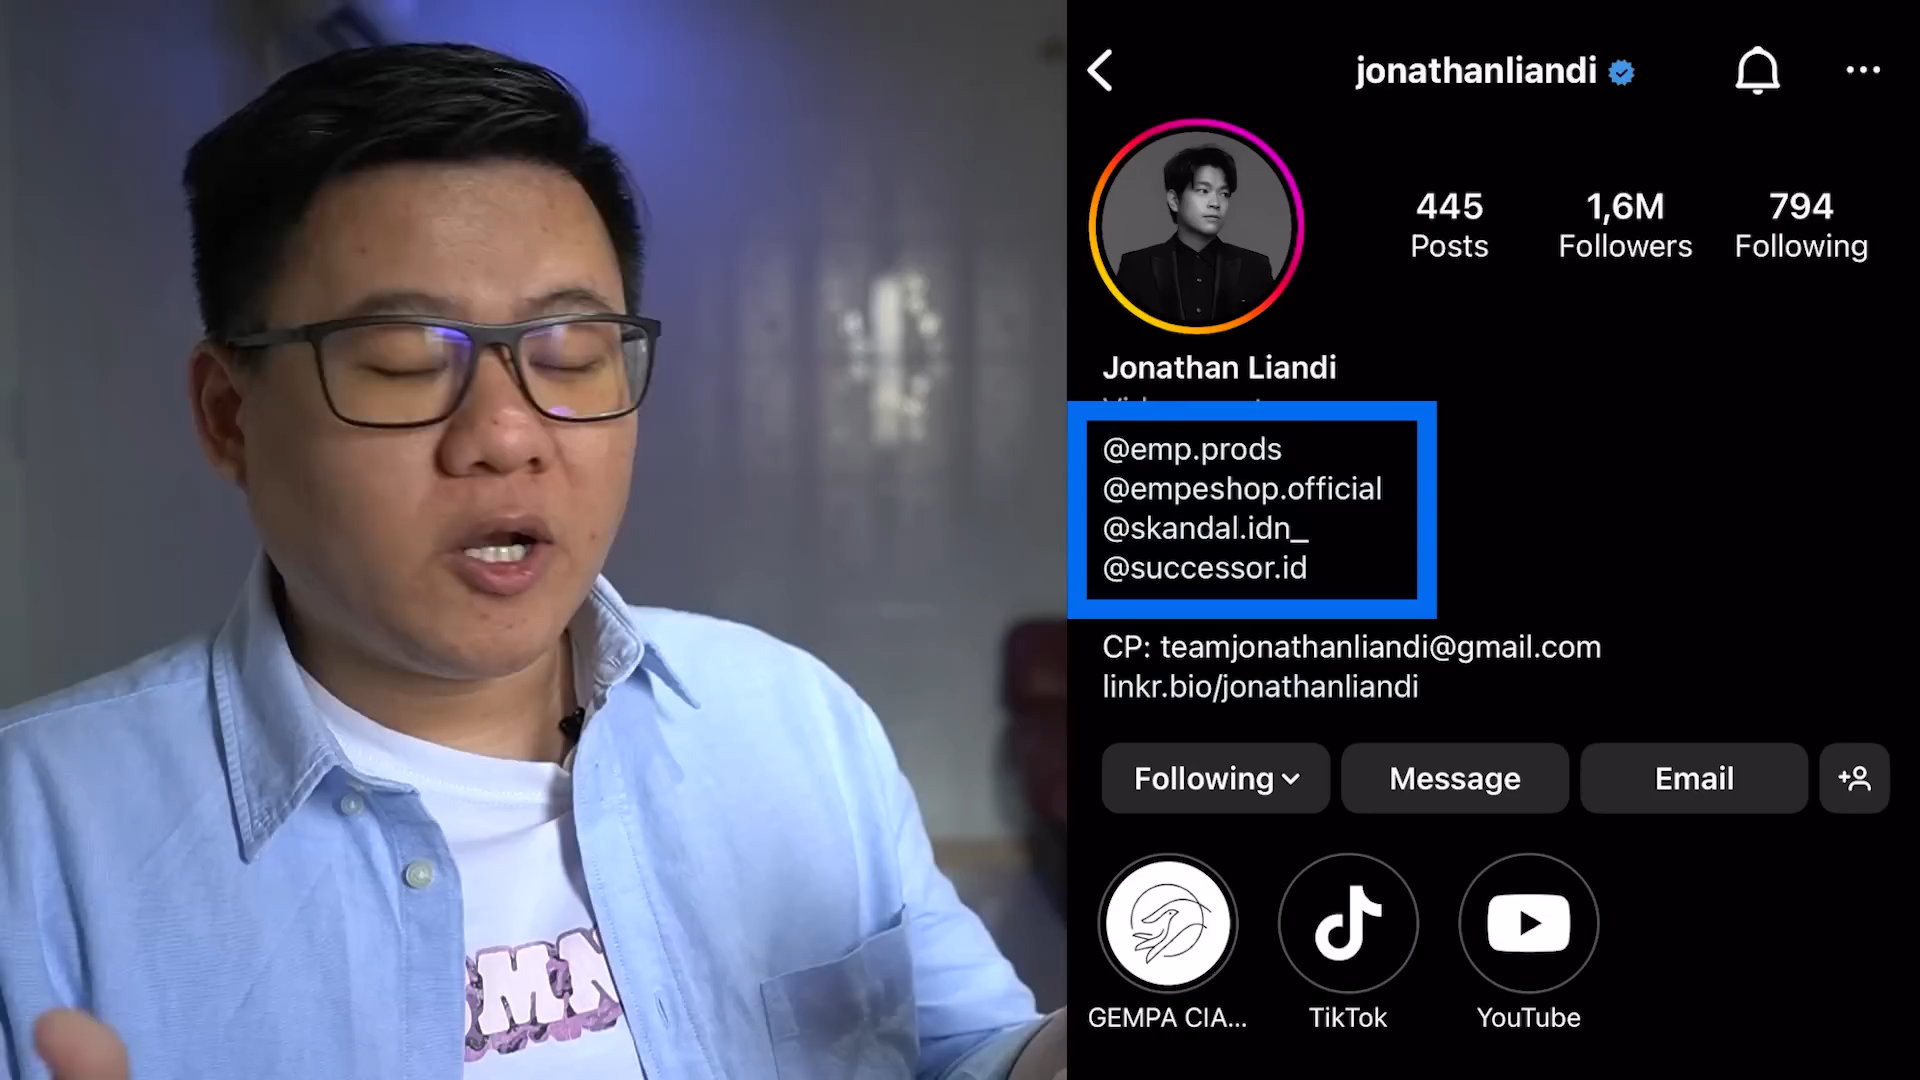 jonathanliandi
445
Posts
1,6M
Followers
794
Following
Jonathan Liandi
@emp.prods
@empeshop.official
@skandal.idn_
@successor.id
CP: teamjonathanliandi@gmail.com
linkr.bio/jonathanliandi
Following
Message
Email
GEMPA CIA...
TikTok
YouTube